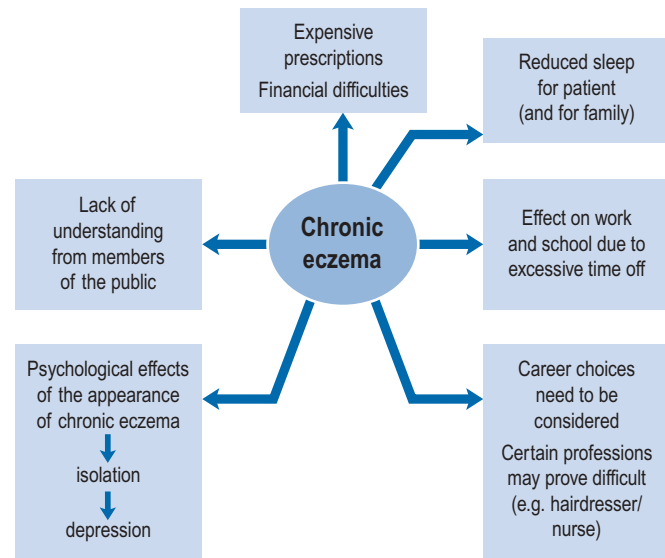 Expensive
prescriptions
Financial difficulties
Reduced sleep
for patient
(and for family)
Lack of
understanding
from members
of the public
Chronic
eczema
Effect on work
and school due to
excessive time off
Psychological effects
of the appearance
of chronic eczema
isolation
depression
Career choices
need to be
considered
Certain professions
may prove difficult
(e.g. hairdresser/
nurse)